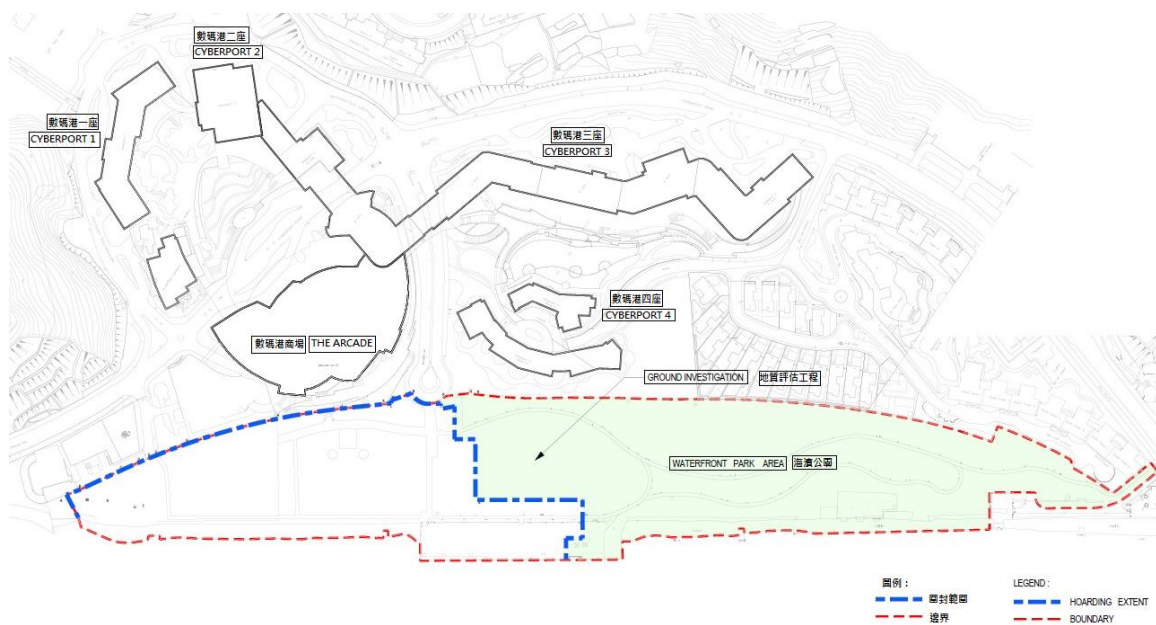 數碼港二座
CYBERPORT 2
數碼港一座
CYBERPORT 1
數碼港三座
CYBERPORT 3
數碼港四座
CYBERPORT 4
數碼港商場 THE ARCADE
GROUND INVESTIGATION 地質評估工程
WATERFRONT PARK AREA 海濱公園
圖例：
圍封範圍
邊界
LEGEND :
HOARDING EXTENT
BOUNDARY